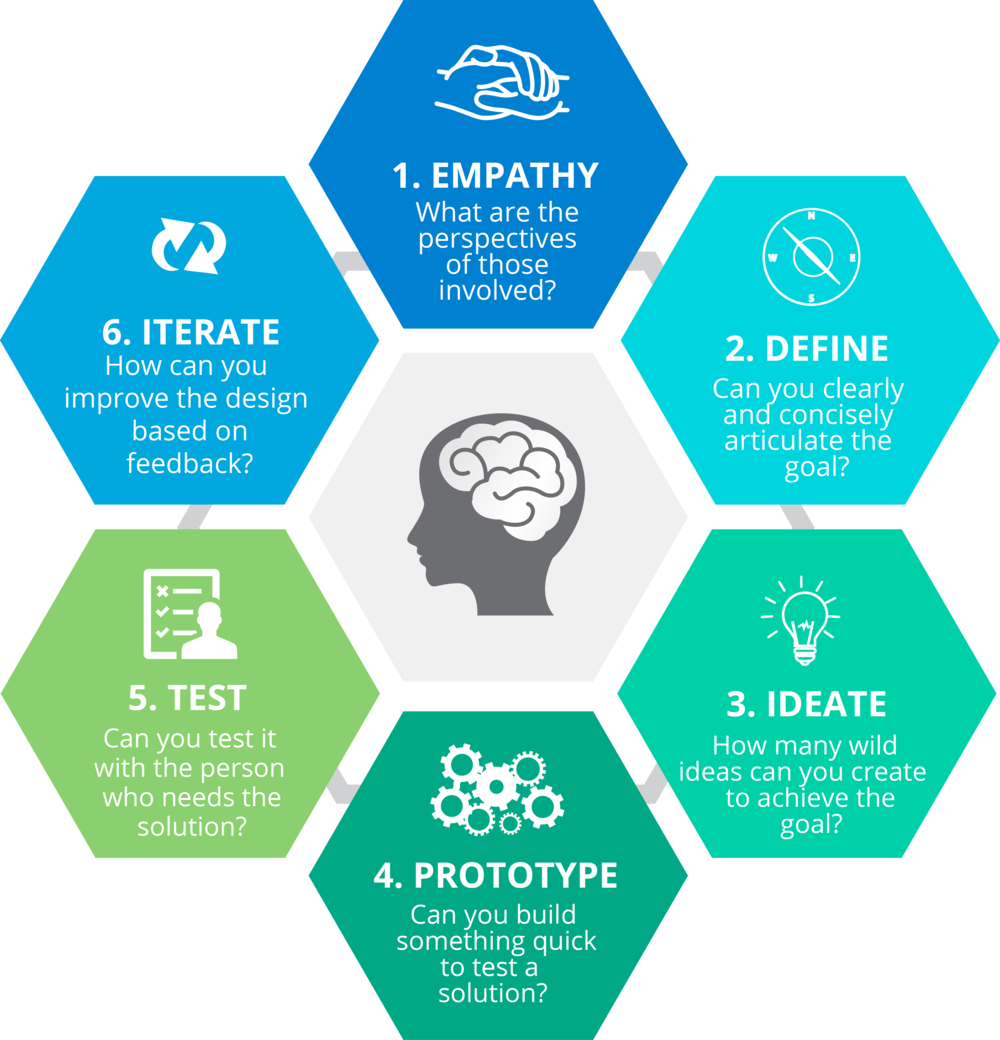 1. EMPATHY
What are the
perspectives
of those
involved?
N
W
E
S
2. DEFINE
Can you clearly
and concisely
articulate the
goal?
3. IDEATE
How many wild
ideas can you create
to achieve the
goal?
4. PROTOTYPE
Can you build
something quick
to test a
solution?
5. TEST
Can you test it
with the person
who needs the
solution?
6. ITERATE
How can you
improve the design
based on
feedback?